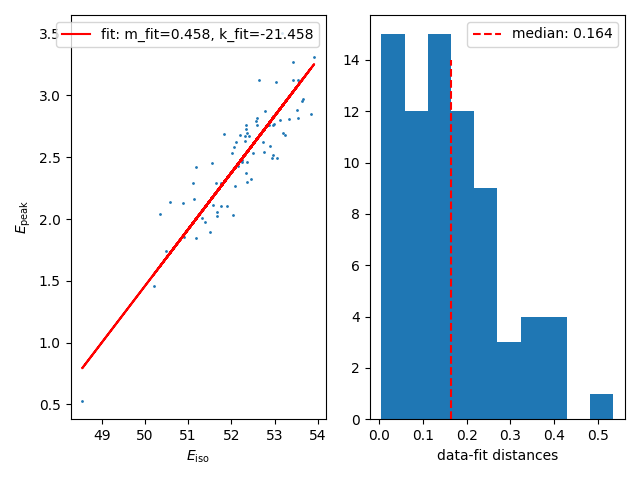 fit: m_fit=0.458, k_fit=-21.458
3.5
3.0
2.5
2.0
1.5
1.0
0.5
E_peak
49 50 51 52 53 54
E_iso
median: 0.164
14
12
10
8
6
4
2
0
0.0 0.1 0.2 0.3 0.4 0.5
data-fit distances